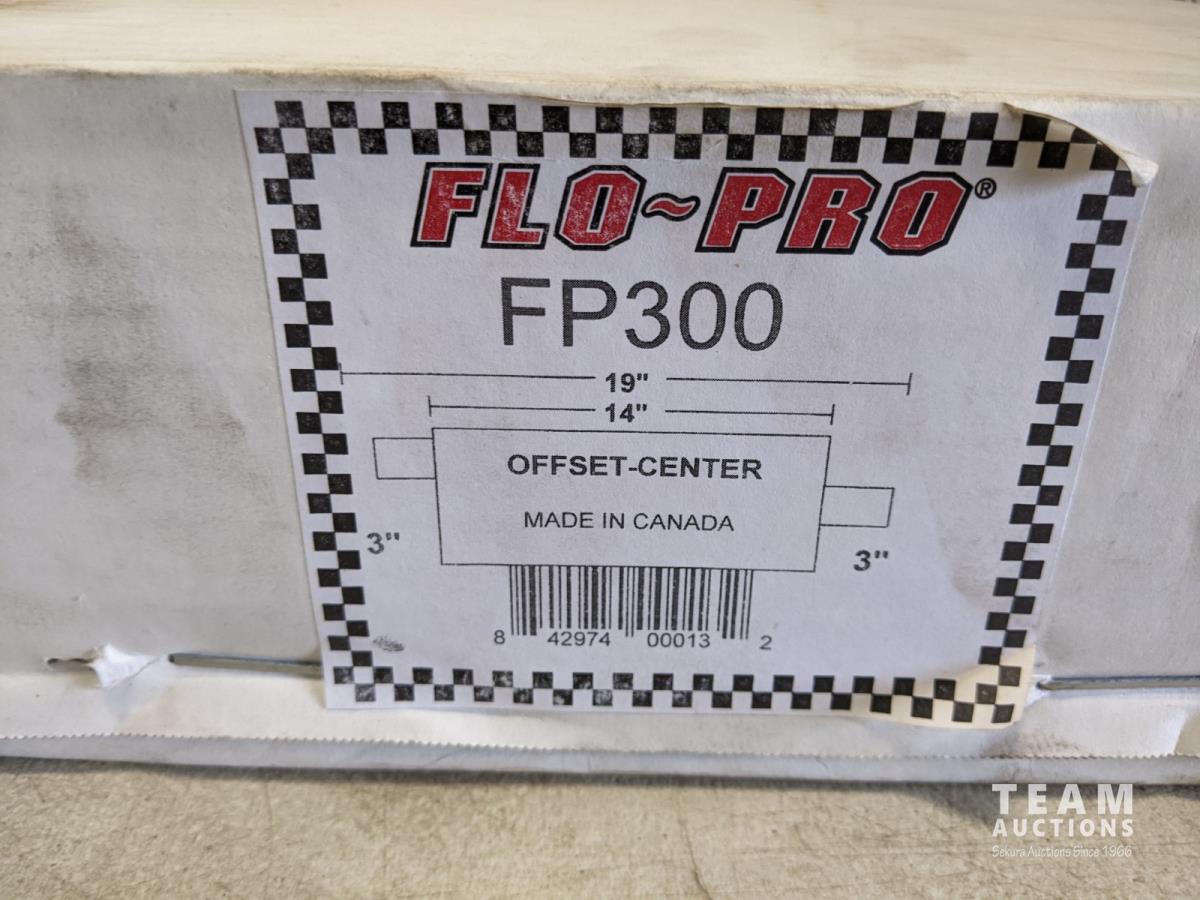 FLO~PRO®
FP300
19"
14"
OFFSET-CENTER
MADE IN CANADA
3"
3"
8 42974 00013 2
TEAM
AUCTIONS
Sekura Auctions Since 1966